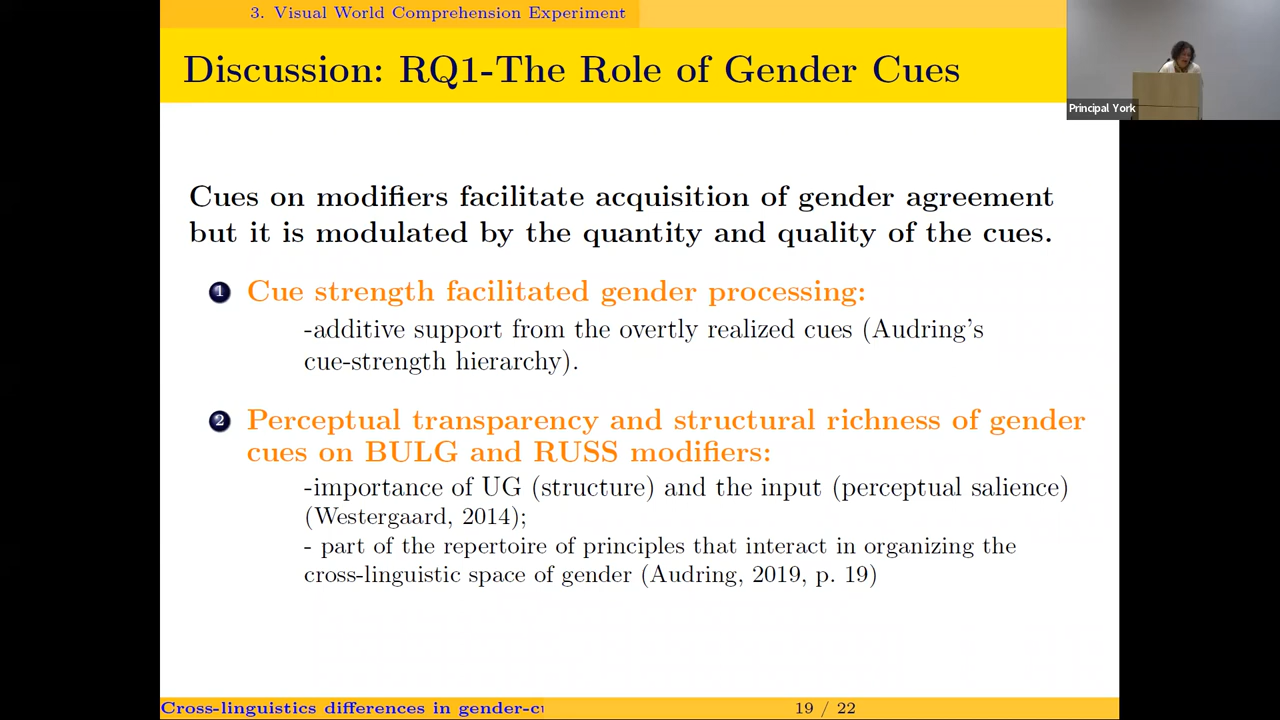 3. Visual World Comprehension Experiment
Discussion: RQ1-The Role of Gender Cues
Principal York
Cues on modifiers facilitate acquisition of gender agreement
but it is modulated by the quantity and quality of the cues.
1 Cue strength facilitated gender processing:
-additive support from the overtly realized cues (Audring's
cue-strength hierarchy).
2 Perceptual transparency and structural richness of gender
cues on BULG and RUSS modifiers:
-importance of UG (structure) and the input (perceptual salience)
(Westergaard, 2014);
- part of the repertoire of principles that interact in organizing the
cross-linguistic space of gender (Audring, 2019, p. 19)
Cross-linguistics differences in gender-cu
19 / 22